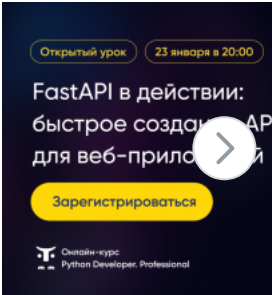 Открытый урок
23 января в 20:00
FastAPI в действии:
быстрое
для
Зарегистрироваться
Онлайн-курс
Python Developer. Professional